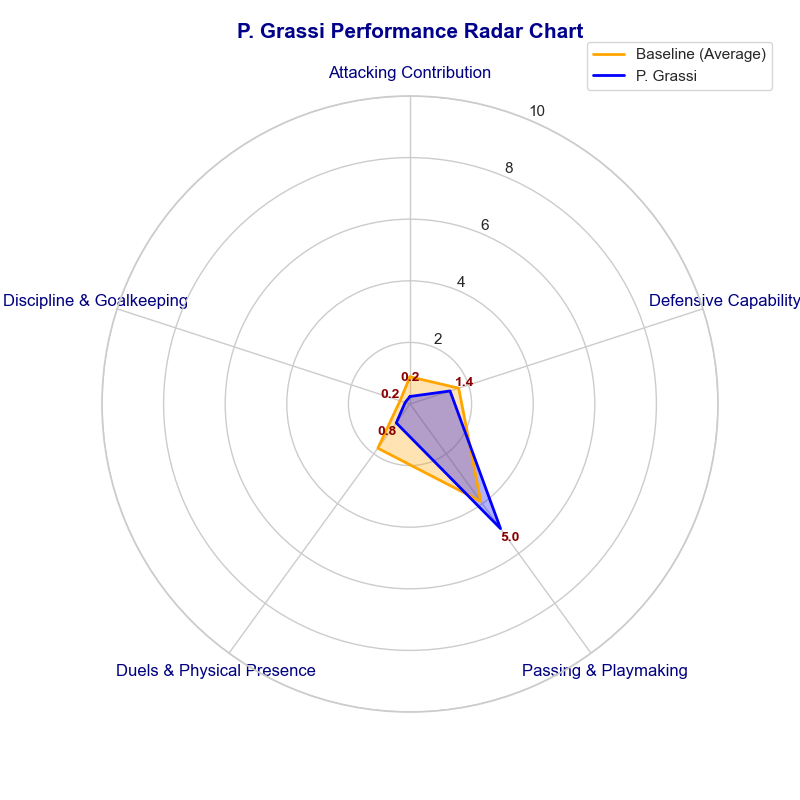 P. Grassi Performance Radar Chart
Baseline (Average)
P. Grassi
Attacking Contribution
10
8
6
4
2
Discipline & Goalkeeping
Defensive Capability
0.2
1.4
0.2
0.8
5.0
Duels & Physical Presence
Passing & Playmaking